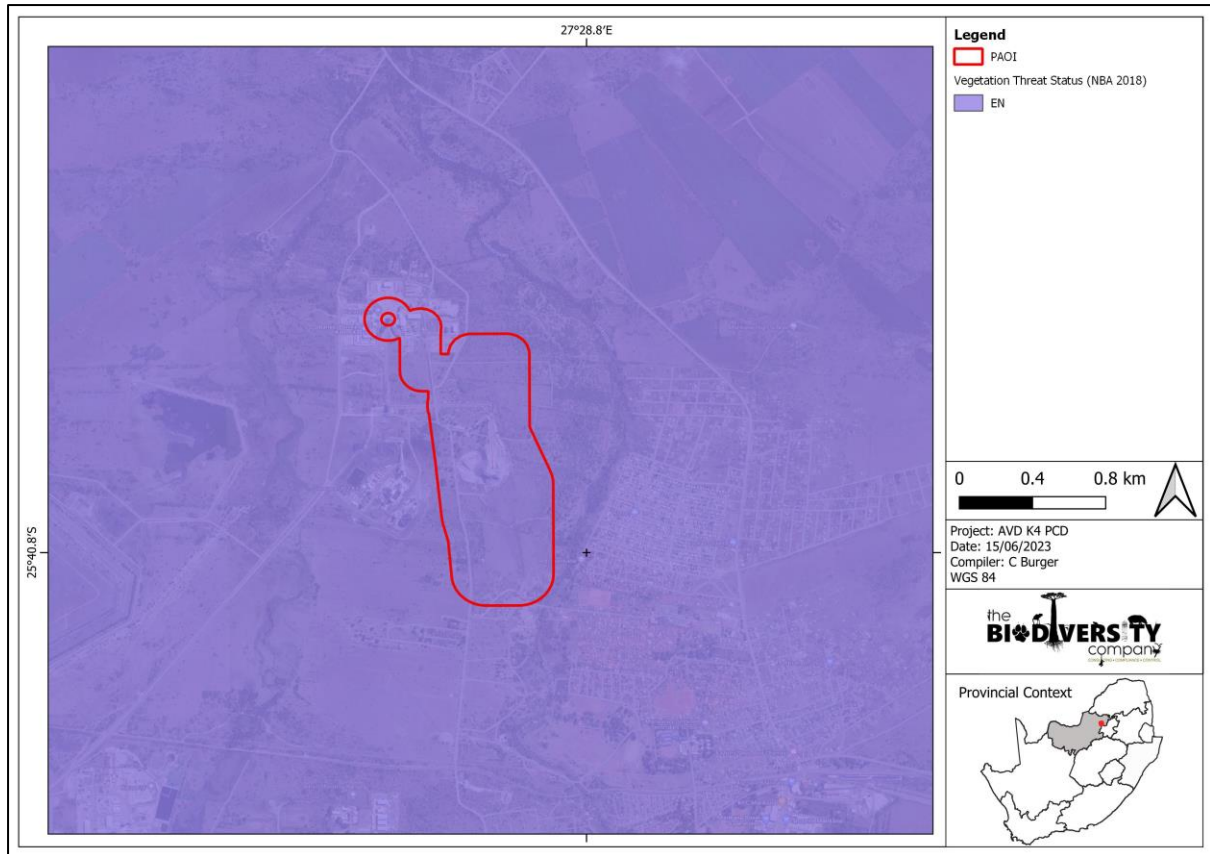 27°28.8′E
25°40.8′S
Legend
PAOI
Vegetation Threat Status (NBA 2018)
EN
0 0.4 0.8 km
Project: AVD K4 PCD
Date: 15/06/2023
Compiler: C Burger
WGS 84
the
BIODIVERSITY
company
Provincial Context